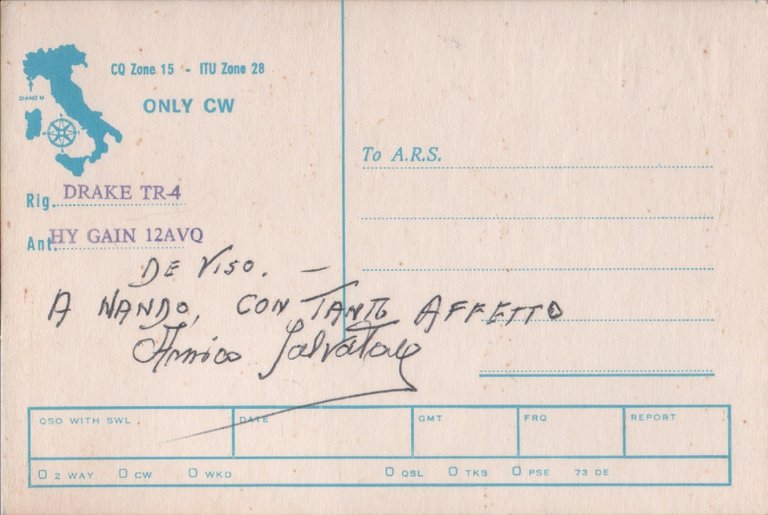 CQ Zone 15 - ITU Zone 28
DIANO M
ONLY CW
To A.R.S.
Rig. DRAKE TR-4
Ant. HY GAIN 12AVQ
DE VISO. —
A NANDO, CON TANTO AFFETTO
Amico Salvatore
QSO WITH SWL DATE GMT FRQ REPORT
2 WAY CW WKD QSL TKS PSE 73 DE